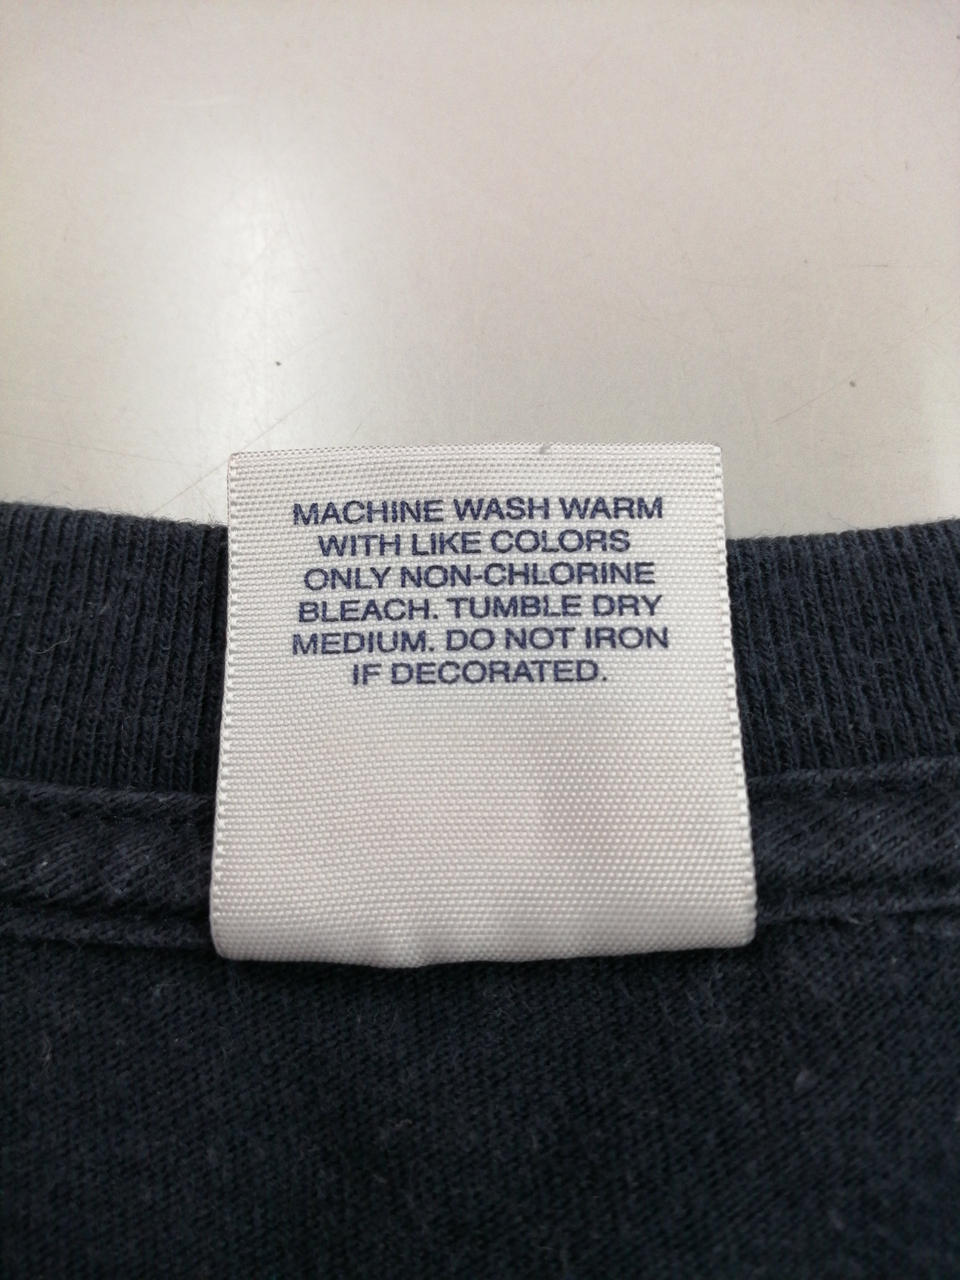 MACHINE WASH WARM
WITH LIKE COLORS
ONLY NON-CHLORINE
BLEACH. TUMBLE DRY
MEDIUM. DO NOT IRON
IF DECORATED.